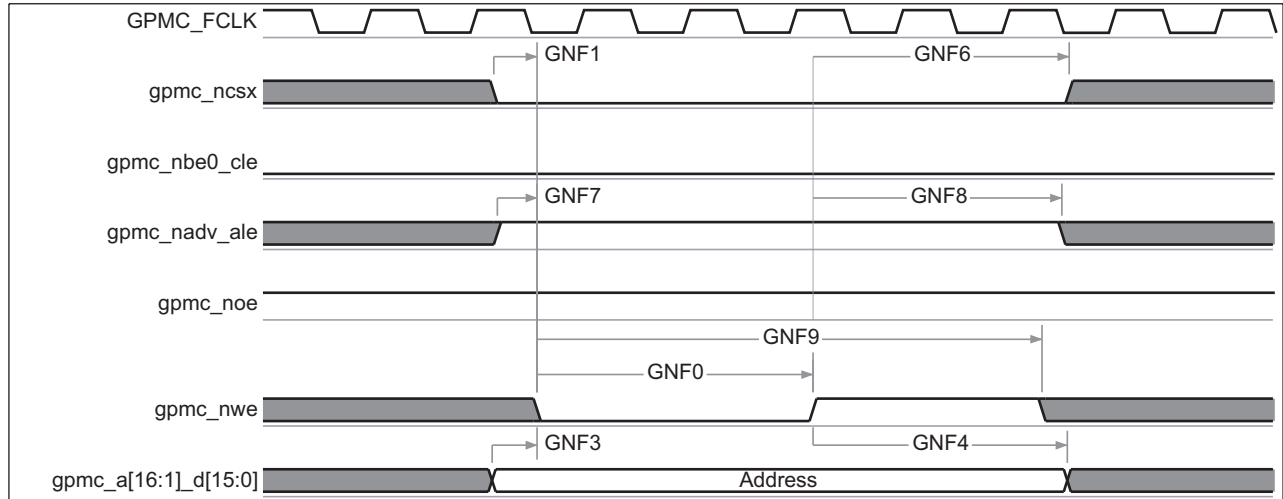 GPMC_FCLK
GNF1
GNF6
gpmc_ncsx
gpmc_nbe0_cle
GNF7
GNF8
gpmc_nadv_ale
gpmc_noe
GNF9
GNF0
gpmc_nwe
GNF3
GNF4
gpmc_a[16:1]_d[15:0]
Address